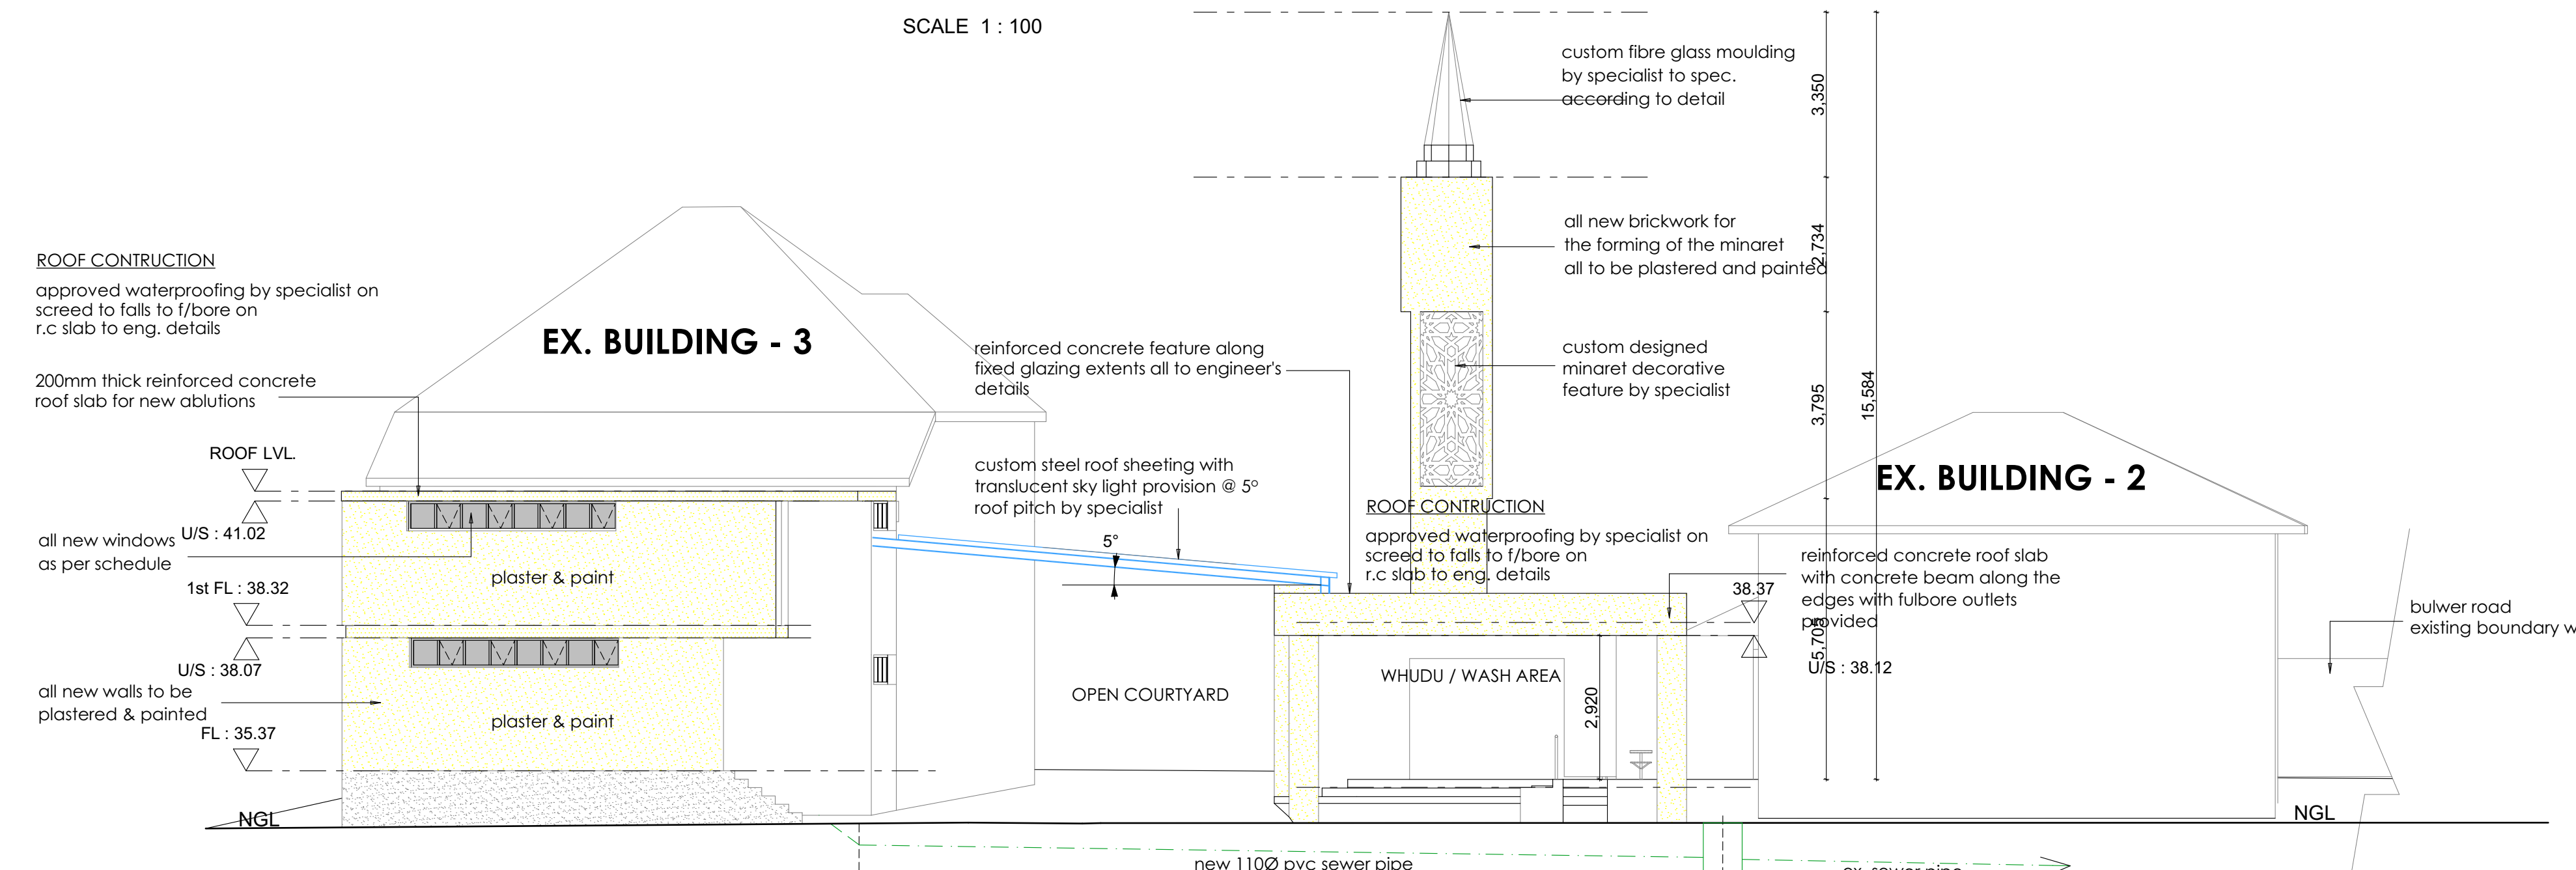 SCALE 1 : 100
custom fibre glass moulding
by specialist to spec.
according to detail
3,350
all new brickwork for
the forming of the minaret
all to be plastered and painted
2,734
ROOF CONTRUCTION
approved waterproofing by specialist on
screed to falls to f/bore on
r.c slab to eng. details
EX. BUILDING - 3
200mm thick reinforced concrete
roof slab for new ablutions
reinforced concrete feature along
fixed glazing extents all to engineer's
details
custom designed
minaret decorative
feature by specialist
3,795
15,584
ROOF LVL.
U/S : 41.02
all new windows
as per schedule
custom steel roof sheeting with
translucent sky light provision @ 5°
roof pitch by specialist
5°
EX. BUILDING - 2
ROOF CONTRUCTION
approved waterproofing by specialist on
screed to falls to f/bore on
r.c slab to eng. details
reinforced concrete roof slab
with concrete beam along the
edges with fulbore outlets
provided
plaster & paint
1st FL : 38.32
38.37
5,705
bulwer road
existing boundary w
U/S : 38.07
U/S : 38.12
all new walls to be
plastered & painted
plaster & paint
OPEN COURTYARD
WHUDU / WASH AREA
2,920
FL : 35.37
NGL
NGL
new 110Ø pvc sewer pipe
ex. sewer pipe